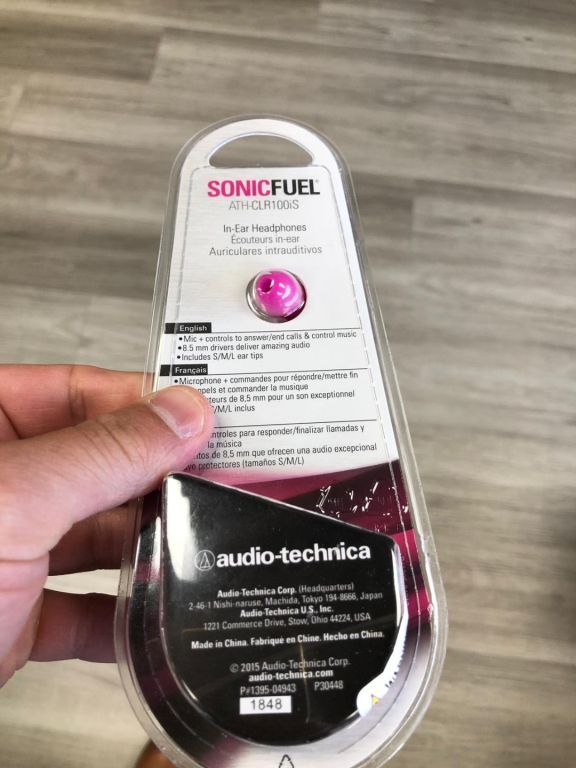 SONICFUEL®
ATH-CLR100iS
In-Ear Headphones
Écouteurs in-ear
Auriculares intrauditivos
English
•Mic + controls to answer/end calls & control music
•8.5 mm drivers deliver amazing audio
•Includes S/M/L ear tips
Français
•Microphone + commandes pour répondre/mettre fin
et commander la musique
de 8,5 mm pour un son exceptionnel
S/M/L inclus
para responder/finalizar llamadas y
la música
de 8,5 mm que ofrecen una audio excepcional
protectores (tamaños S/M/L)
audio-technica
Audio-Technica Corp. (Headquarters)
2-46-1 Nishi-naruse, Machida, Tokyo 194-8666, Japan
Audio-Technica U.S., Inc.
1221 Commerce Drive, Stow, Ohio 44224, USA
Made in China. Fabriqué en Chine. Hecho en China.
© 2015 Audio-Technica Corp.
audio-technica.com
P#1395-04943 P30448
1848